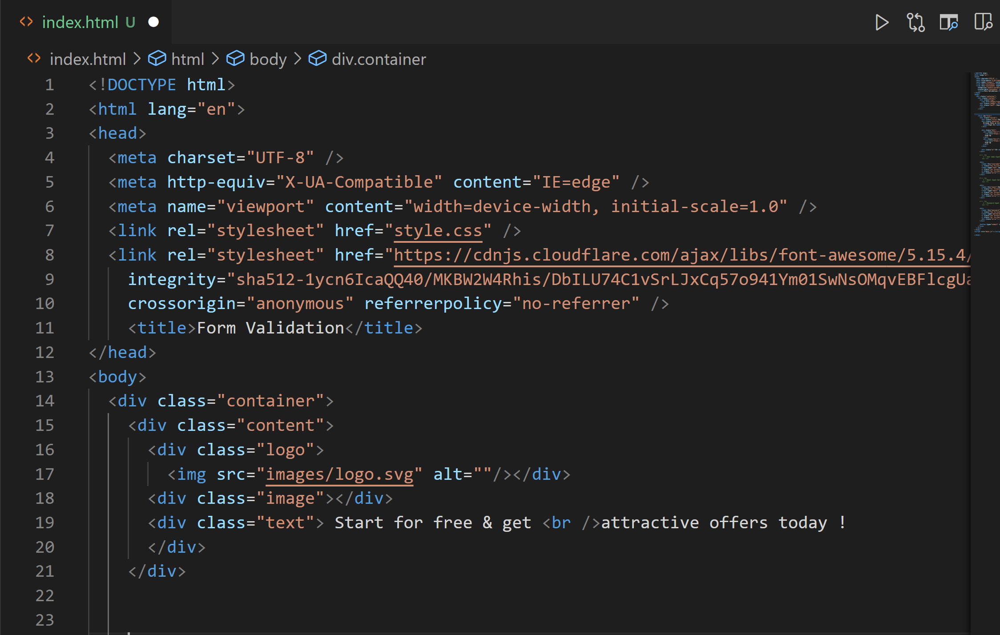 index.html U
index.html > html > body > div.container
1 <!DOCTYPE html>
2 <html lang="en">
3 <head>
4 <meta charset="UTF-8" />
5 <meta http-equiv="X-UA-Compatible" content="IE=edge" />
6 <meta name="viewport" content="width=device-width, initial-scale=1.0" />
7 <link rel="stylesheet" href="style.css" />
8 <link rel="stylesheet" href="https://cdnjs.cloudflare.com/ajax/libs/font-awesome/5.15.4/
9 integrity="sha512-1ycn6IcaQQ40/MKBW2W4Rhis/DbILU74C1vSrLJxCq57o941Ym01SwNsOMqvEBFlcgUa
10 crossorigin="anonymous" referrerpolicy="no-referrer" />
11 <title>Form Validation</title>
12 </head>
13 <body>
14 <div class="container">
15 <div class="content">
16 <div class="logo">
17 <img src="images/logo.svg" alt=""/></div>
18 <div class="image"></div>
19 <div class="text"> Start for free & get <br />attractive offers today !
20 </div>
21 </div>
22
23